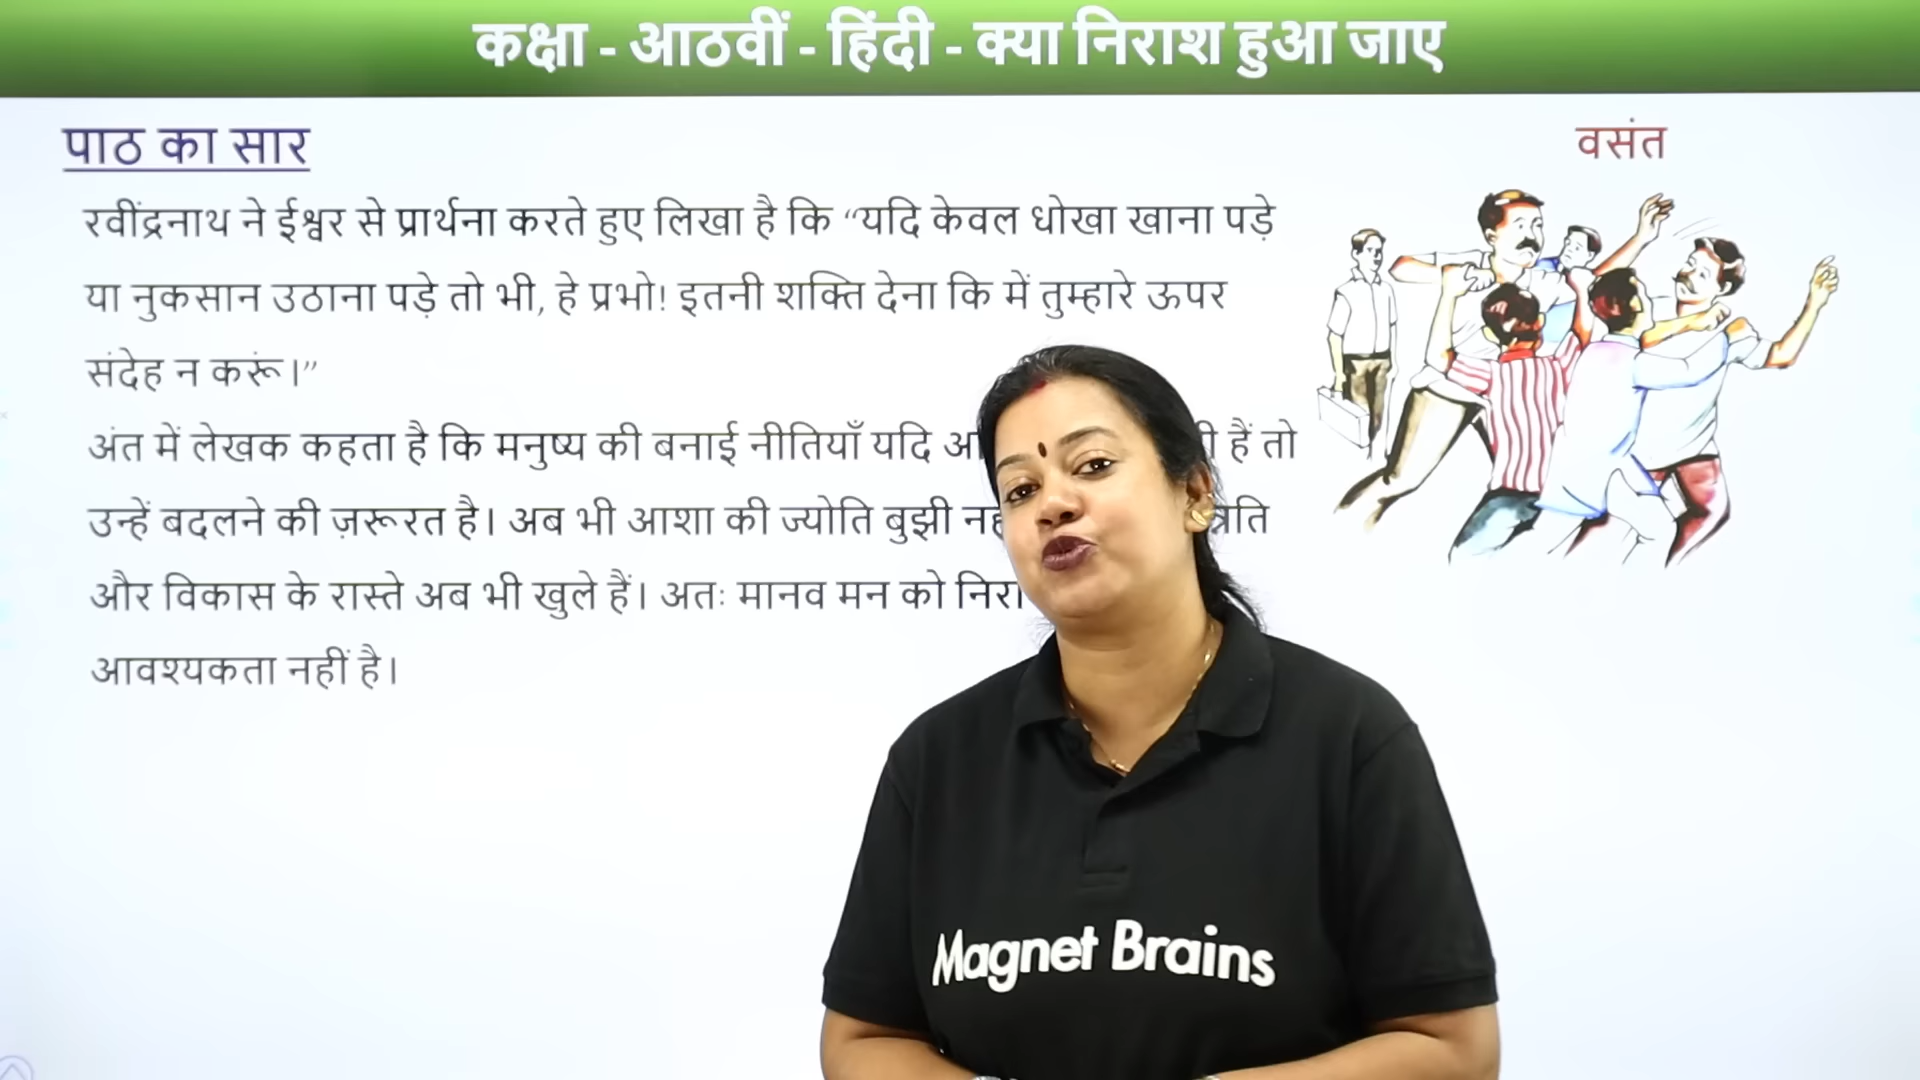 कक्षा - आठवीं - हिंदी - क्या निराश हुआ जाए
पाठ का सार
वसंत
रवींद्रनाथ ने ईश्वर से प्रार्थना करते हुए लिखा है कि “यदि केवल धोखा खाना पड़े
या नुकसान उठाना पड़े तो भी, हे प्रभो! इतनी शक्ति देना कि में तुम्हारे ऊपर
संदेह न करूं।”
अंत में लेखक कहता है कि मनुष्य की बनाई नीतियाँ यदि हैं तो
उन्हें बदलने की ज़रूरत है। अब भी आशा की ज्योति बुझी
और विकास के रास्ते अब भी खुले हैं। अतः मानव मन को
आवश्यकता नहीं है।
Magnet Brains